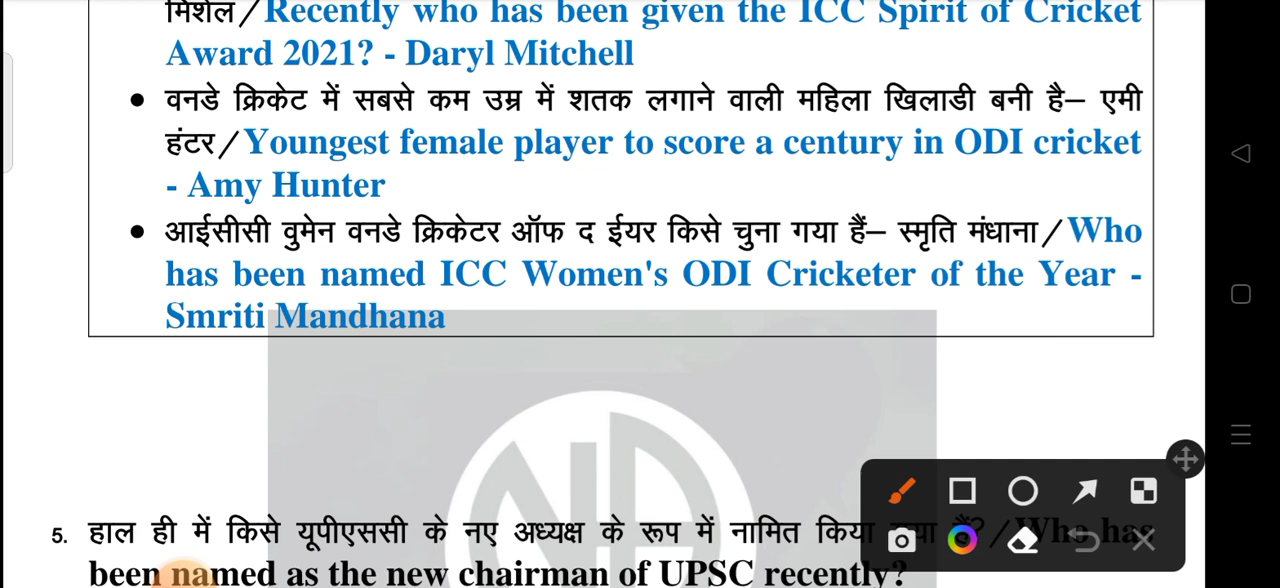 मिशेल/Recently who has been given the ICC Spirit of Cricket
Award 2021? - Daryl Mitchell
• वनडे क्रिकेट में सबसे कम उम्र में शतक लगाने वाली महिला खिलाडी बनी है– एमी
हंटर/Youngest female player to score a century in ODI cricket
- Amy Hunter
• आईसीसी वुमेन वनडे क्रिकेटर ऑफ द ईयर किसे चुना गया हैं– स्मृति मंधाना/Who
has been named ICC Women's ODI Cricketer of the Year -
Smriti Mandhana
5. हाल ही में किसे यूपीएससी के नए अध्यक्ष के रूप में नामित किया गया है?/Who has
been named as the new chairman of UPSC recently?